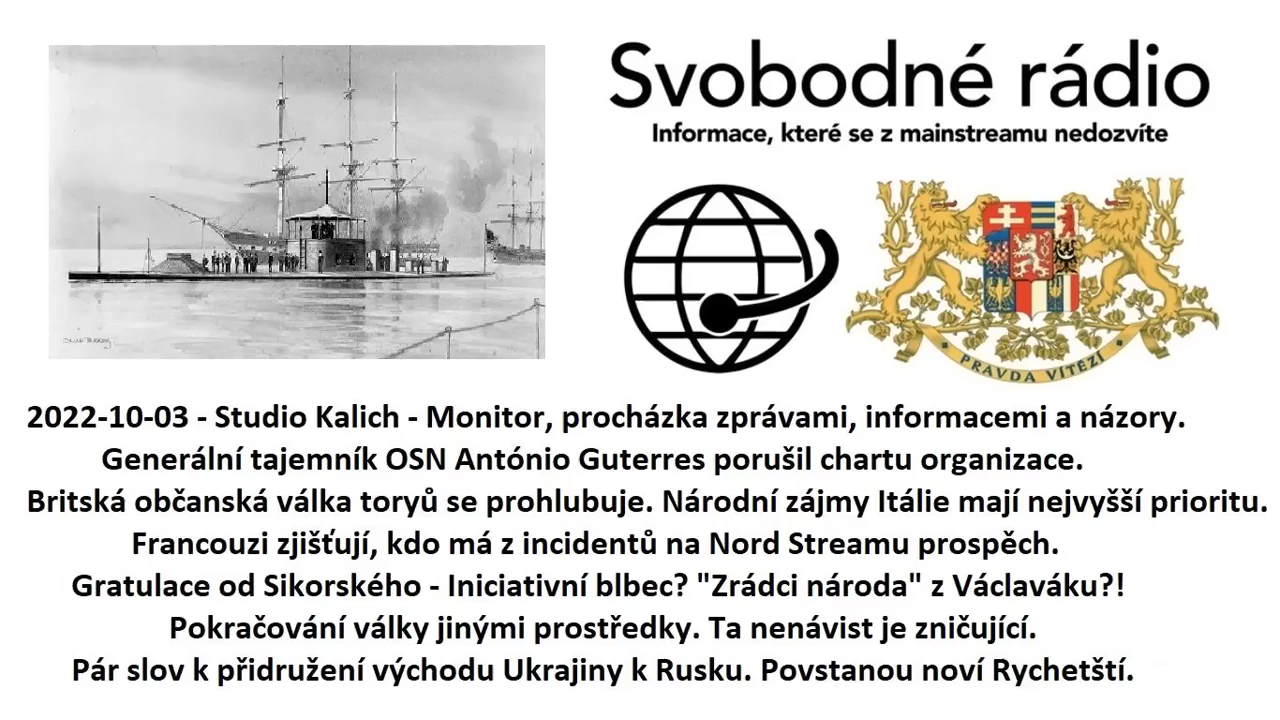 Svobodné rádio
Informace, které se z mainstreamu nedozvíte
PRAVDA VÍTĚZÍ
2022-10-03 - Studio Kalich - Monitor, procházka zprávami, informacemi a názory.
Generální tajemník OSN António Guterres porušil chartu organizace.
Britská občanská válka toryů se prohlubuje. Národní zájmy Itálie mají nejvyšší prioritu.
Francouzi zjišťují, kdo má z incidentů na Nord Streamu prospěch.
Gratulace od Sikorského - Iniciativní blbec? "Zrádci národa" z Václaváku?!
Pokračování války jinými prostředky. Ta nenávist je zničující.
Pár slov k přidružení východu Ukrajiny k Rusku. Povstanou noví Rychetští.